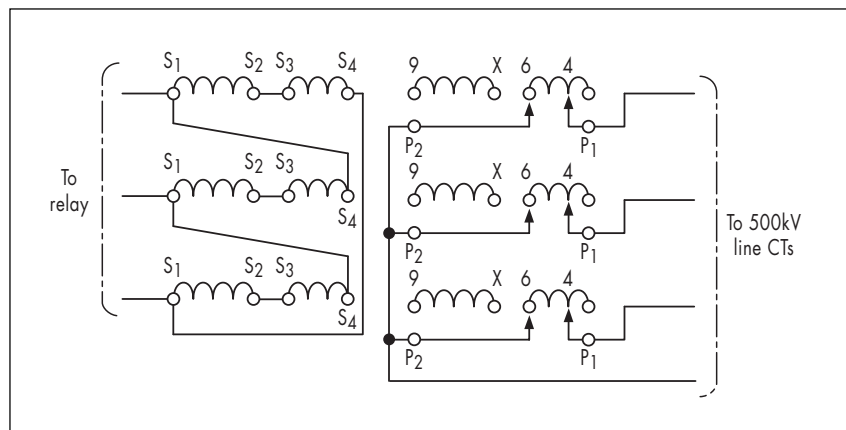 S1 S2 S3 S4
9 X 6 4
P2 P1
To
relay
S1 S2 S3
S4
9 X 6 4
P2 P1
To 500kV
line CTs
S1 S2 S3
S4
9 X 6 4
P2 P1